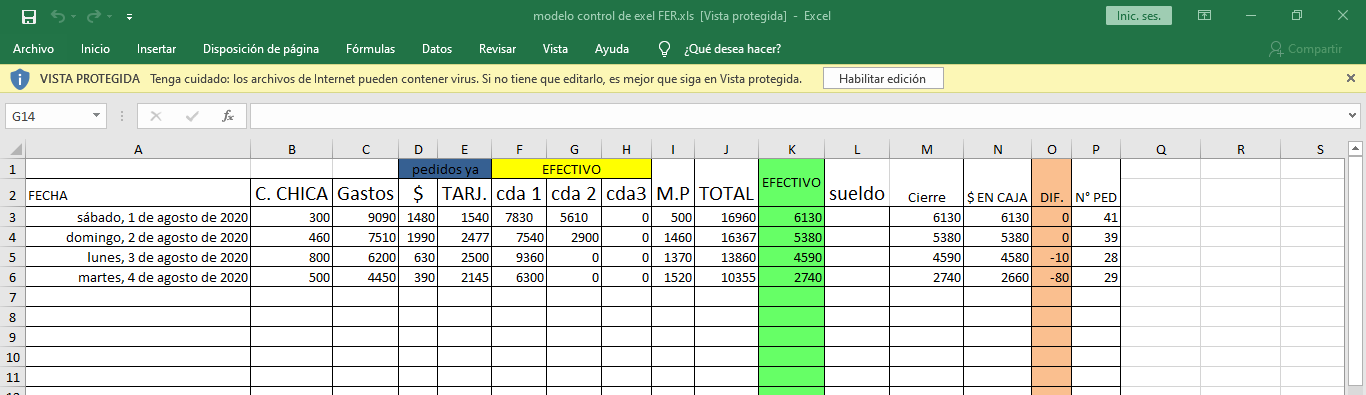 modelo control de exel FER.xls [Vista protegida] - Excel
Inic. ses.
Archivo Inicio Insertar Disposición de página Fórmulas Datos Revisar Vista Ayuda ¿Qué desea hacer? Compartir
VISTA PROTEGIDA Tenga cuidado: los archivos de Internet pueden contener virus. Si no tiene que editarlo, es mejor que siga en Vista protegida. Habilitar edición
G14 fx
A B C D E F G H I J K L M N O P Q R S
1 pedidos ya EFECTIVO
2 FECHA C. CHICA Gastos $ TARJ. cda 1 cda 2 cda3 M.P TOTAL EFECTIVO sueldo Cierre $ EN CAJA DIF. N° PED
3 sábado, 1 de agosto de 2020 300 9090 1480 1540 7830 5610 0 500 16960 6130 6130 6130 0 41
4 domingo, 2 de agosto de 2020 460 7510 1990 2477 7540 2900 0 1460 16367 5380 5380 5380 0 39
5 lunes, 3 de agosto de 2020 800 6200 630 2500 9360 0 0 1370 13860 4590 4590 4580 -10 28
6 martes, 4 de agosto de 2020 500 4450 390 2145 6300 0 0 1520 10355 2740 2740 2660 -80 29
7
8
9
10
11